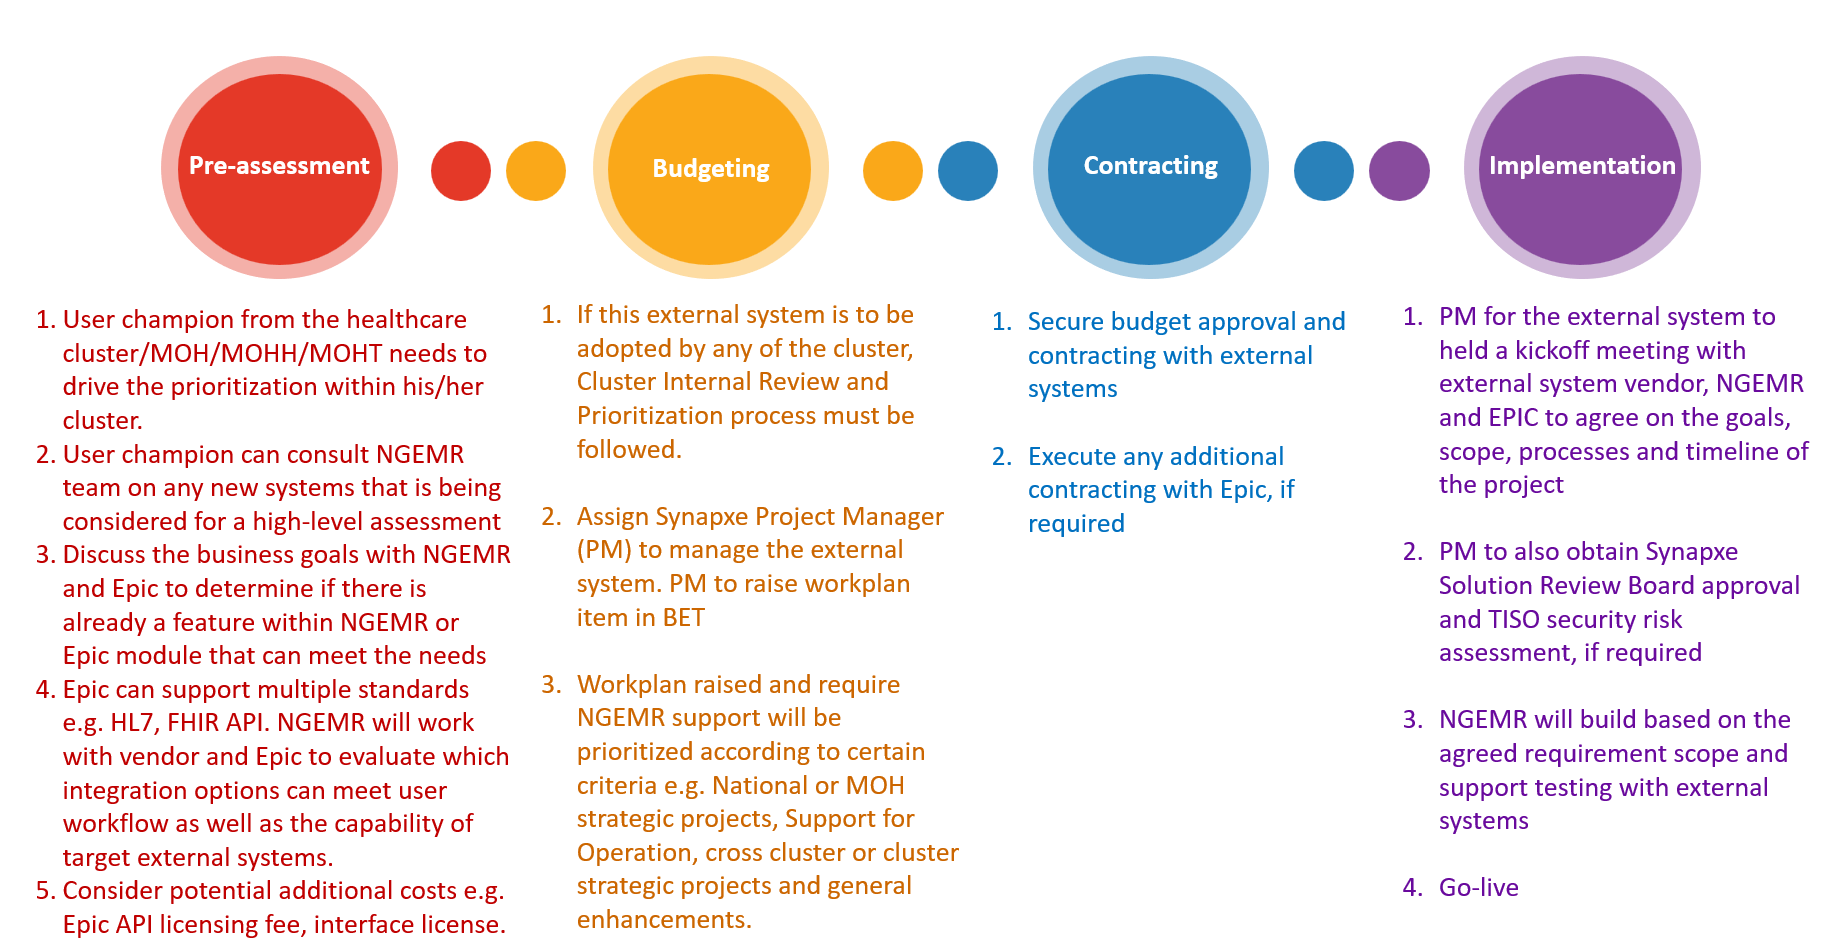 Pre-assessment
Budgeting
Contracting
Implementation
1. User champion from the healthcare
cluster/MOH/MOHH/MOHT needs to
drive the prioritization within his/her
cluster.
2. User champion can consult NGEMR
team on any new systems that is being
considered for a high-level assessment
3. Discuss the business goals with NGEMR
and Epic to determine if there is
already a feature within NGEMR or
Epic module that can meet the needs
4. Epic can support multiple standards
e.g. HL7, FHIR API. NGEMR will work
with vendor and Epic to evaluate which
integration options can meet user
workflow as well as the capability of
target external systems.
5. Consider potential additional costs e.g.
Epic API licensing fee, interface license.
1. If this external system is to be
adopted by any of the cluster,
Cluster Internal Review and
Prioritization process must be
followed.
2. Assign Synapxe Project Manager
(PM) to manage the external
system. PM to raise workplan
item in BET
3. Workplan raised and require
NGEMR support will be
prioritized according to certain
criteria e.g. National or MOH
strategic projects, Support for
Operation, cross cluster or cluster
strategic projects and general
enhancements.
1. Secure budget approval and
contracting with external
systems
2. Execute any additional
contracting with Epic, if
required
1. PM for the external system to
held a kickoff meeting with
external system vendor, NGEMR
and EPIC to agree on the goals,
scope, processes and timeline of
the project
2. PM to also obtain Synapxe
Solution Review Board approval
and TISO security risk
assessment, if required
3. NGEMR will build based on the
agreed requirement scope and
support testing with external
systems
4. Go-live